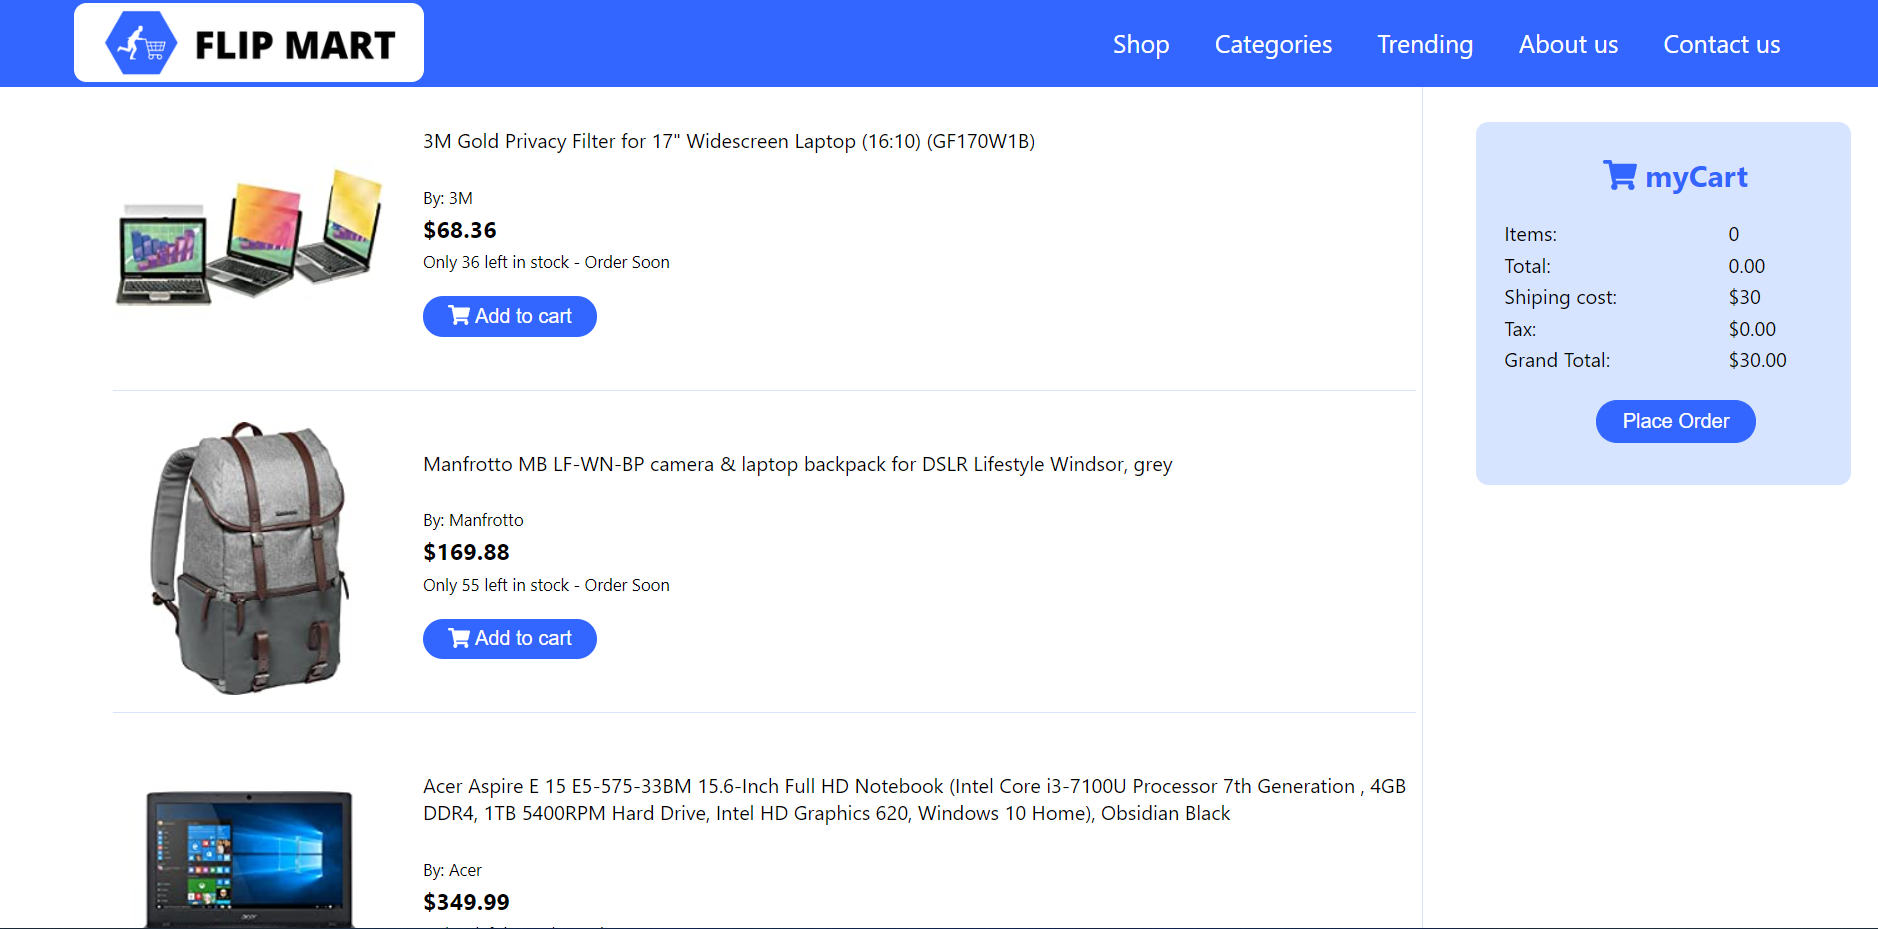 FLIP MART
Shop Categories Trending About us Contact us
3M Gold Privacy Filter for 17" Widescreen Laptop (16:10) (GF170W1B)
By: 3M
$68.36
Only 36 left in stock - Order Soon
Add to cart
Manfrotto MB LF-WN-BP camera & laptop backpack for DSLR Lifestyle Windsor, grey
By: Manfrotto
$169.88
Only 55 left in stock - Order Soon
Add to cart
Acer Aspire E 15 E5-575-33BM 15.6-Inch Full HD Notebook (Intel Core i3-7100U Processor 7th Generation , 4GB
DDR4, 1TB 5400RPM Hard Drive, Intel HD Graphics 620, Windows 10 Home), Obsidian Black
By: Acer
$349.99
myCart
Items: 0
Total: 0.00
Shiping cost: $30
Tax: $0.00
Grand Total: $30.00
Place Order